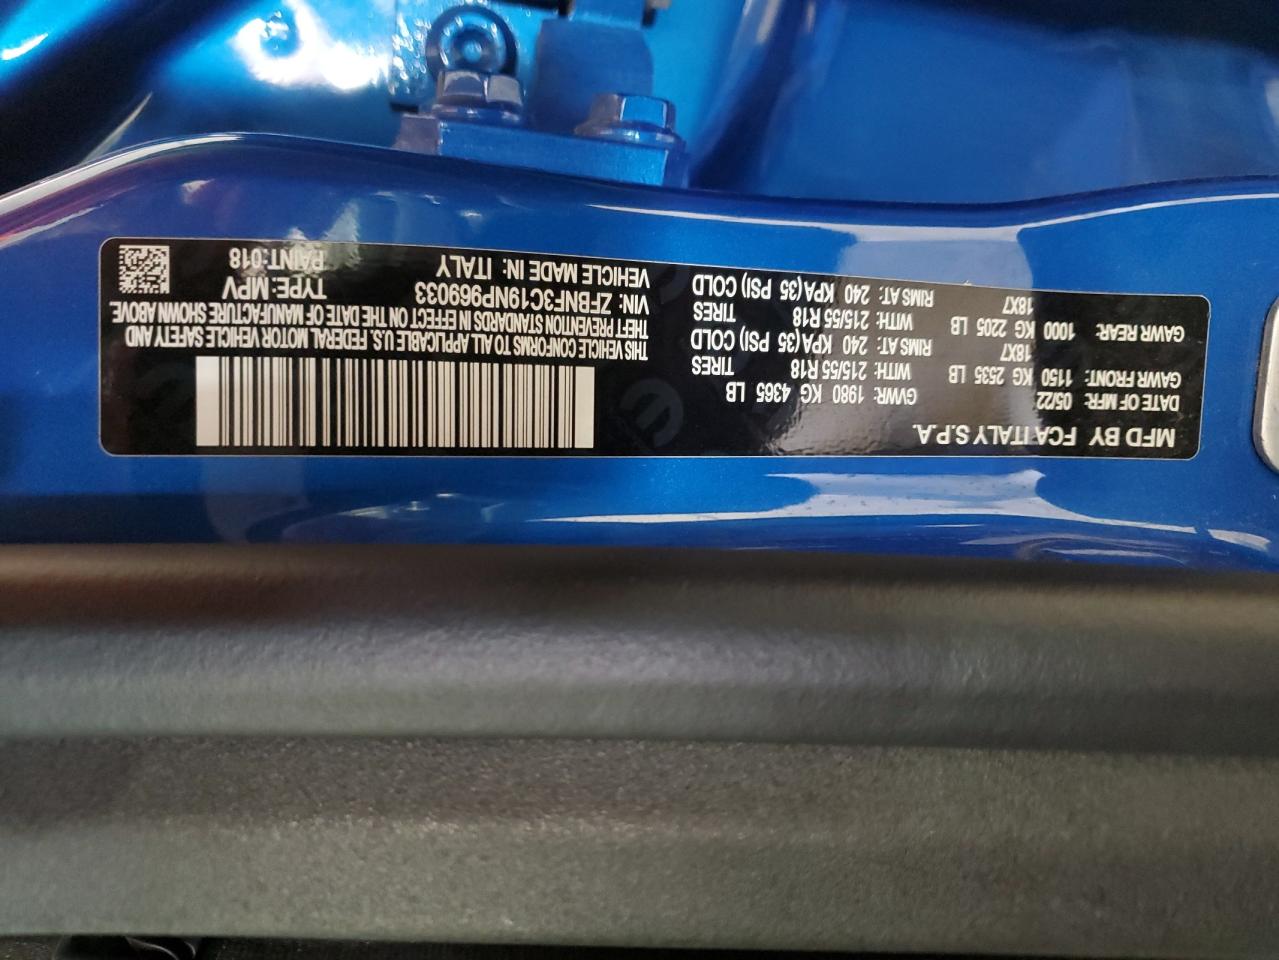 MFD BY FCA ITALY S.P.A.
DATE OF MFR: 05/22 GVWR: 1980 KG 4365 LB
GAWR FRONT: 1150 KG 2535 LB WITH: 215/55 R18 TIRES
18X7 RIMS AT: 240 KPA(35 PSI) COLD
GAWR REAR: 1000 KG 2205 LB WITH: 215/55 R18 TIRES
18X7 RIMS AT: 240 KPA(35 PSI) COLD
THIS VEHICLE CONFORMS TO ALL APPLICABLE U.S. FEDERAL MOTOR VEHICLE SAFETY AND
THEFT PREVENTION STANDARDS IN EFFECT ON THE DATE OF MANUFACTURE SHOWN ABOVE
VIN: ZFBNF3C19NP969033 TYPE: MPV
VEHICLE MADE IN: ITALY PAINT:018